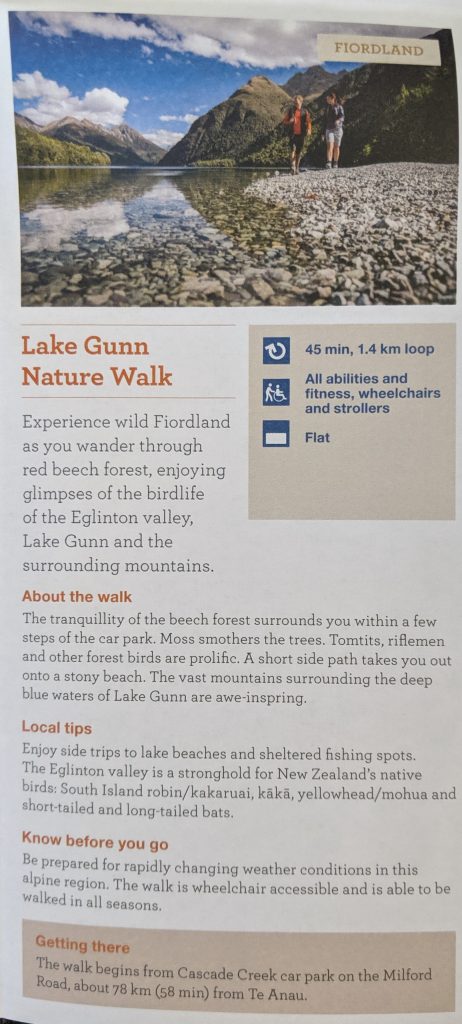 FIORDLAND
Lake Gunn
Nature Walk
45 min, 1.4 km loop
All abilities and
fitness, wheelchairs
and strollers
Flat
Experience wild Fiordland
as you wander through
red beech forest, enjoying
glimpses of the birdlife
of the Eglinton valley,
Lake Gunn and the
surrounding mountains.
About the walk
The tranquillity of the beech forest surrounds you within a few
steps of the car park. Moss smothers the trees. Tomtits, riflemen
and other forest birds are prolific. A short side path takes you out
onto a stony beach. The vast mountains surrounding the deep
blue waters of Lake Gunn are awe-inspring.
Local tips
Enjoy side trips to lake beaches and sheltered fishing spots.
The Eglinton valley is a stronghold for New Zealand's native
birds: South Island robin/kakaruai, kākā, yellowhead/mohua and
short-tailed and long-tailed bats.
Know before you go
Be prepared for rapidly changing weather conditions in this
alpine region. The walk is wheelchair accessible and is able to be
walked in all seasons.
Getting there
The walk begins from Cascade Creek car park on the Milford
Road, about 78 km (58 min) from Te Anau.